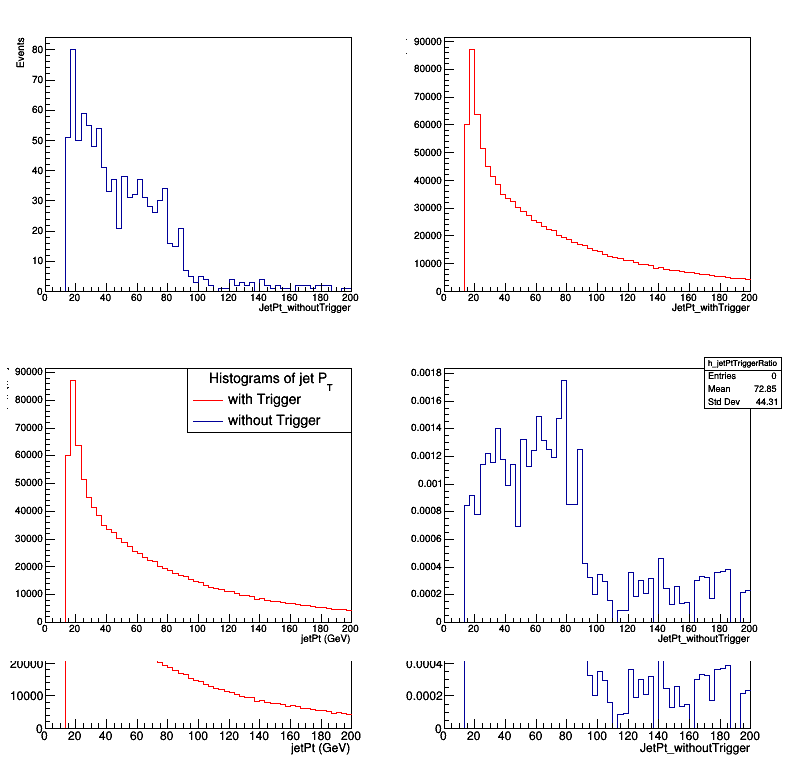 Events
80
70
60
50
40
30
20
10
0
0 20 40 60 80 100 120 140 160 180 200
JetPt_withoutTrigger
90000
80000
70000
60000
50000
40000
30000
20000
10000
0
0 20 40 60 80 100 120 140 160 180 200
JetPt_withTrigger
90000
80000
70000
60000
50000
40000
30000
20000
10000
0
Histograms of jet P_T
with Trigger
without Trigger
0 20 40 60 80 100 120 140 160 180 200
jetPt (GeV)
h_jetPtTriggerRatio
Entries 0
Mean 72.85
Std Dev 44.31
0.0018
0.0016
0.0014
0.0012
0.001
0.0008
0.0006
0.0004
0.0002
0
0 20 40 60 80 100 120 140 160 180 200
JetPt_withoutTrigger
20000
10000
0
0 20 40 60 80 100 120 140 160 180 200
jetPt (GeV)
0.0004
0.0002
0
0 20 40 60 80 100 120 140 160 180 200
JetPt_withoutTrigger